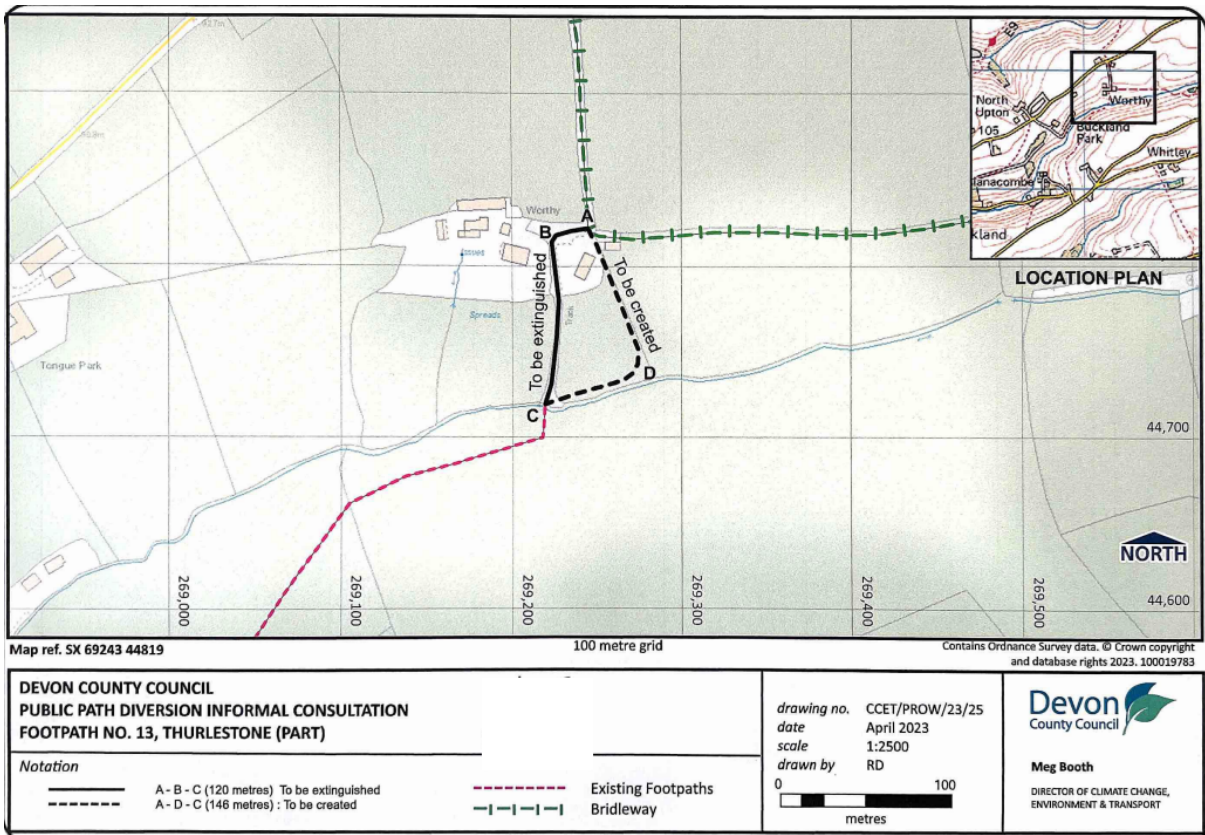 Worthy
A
B
Issues
Spreads
Track
To be extinguished
To be created
C
D
Tongue Park
44,700
44,600
269,000
269,100
269,200
269,300
269,400
269,500
NORTH
North
Upton
105
Worthy
Buckland
Park
Whitley
kland
LOCATION PLAN
Map ref. SX 69243 44819
100 metre grid
Contains Ordnance Survey data. © Crown copyright
and database rights 2023. 100019783
DEVON COUNTY COUNCIL
PUBLIC PATH DIVERSION INFORMAL CONSULTATION
FOOTPATH NO. 13, THURLESTONE (PART)
Notation
A - B - C (120 metres) To be extinguished
A - D - C (146 metres) : To be created
Existing Footpaths
Bridleway
drawing no. CCET/PROW/23/25
date April 2023
scale 1:2500
drawn by RD
0 100
metres
Devon
County Council
Meg Booth
DIRECTOR OF CLIMATE CHANGE,
ENVIRONMENT & TRANSPORT